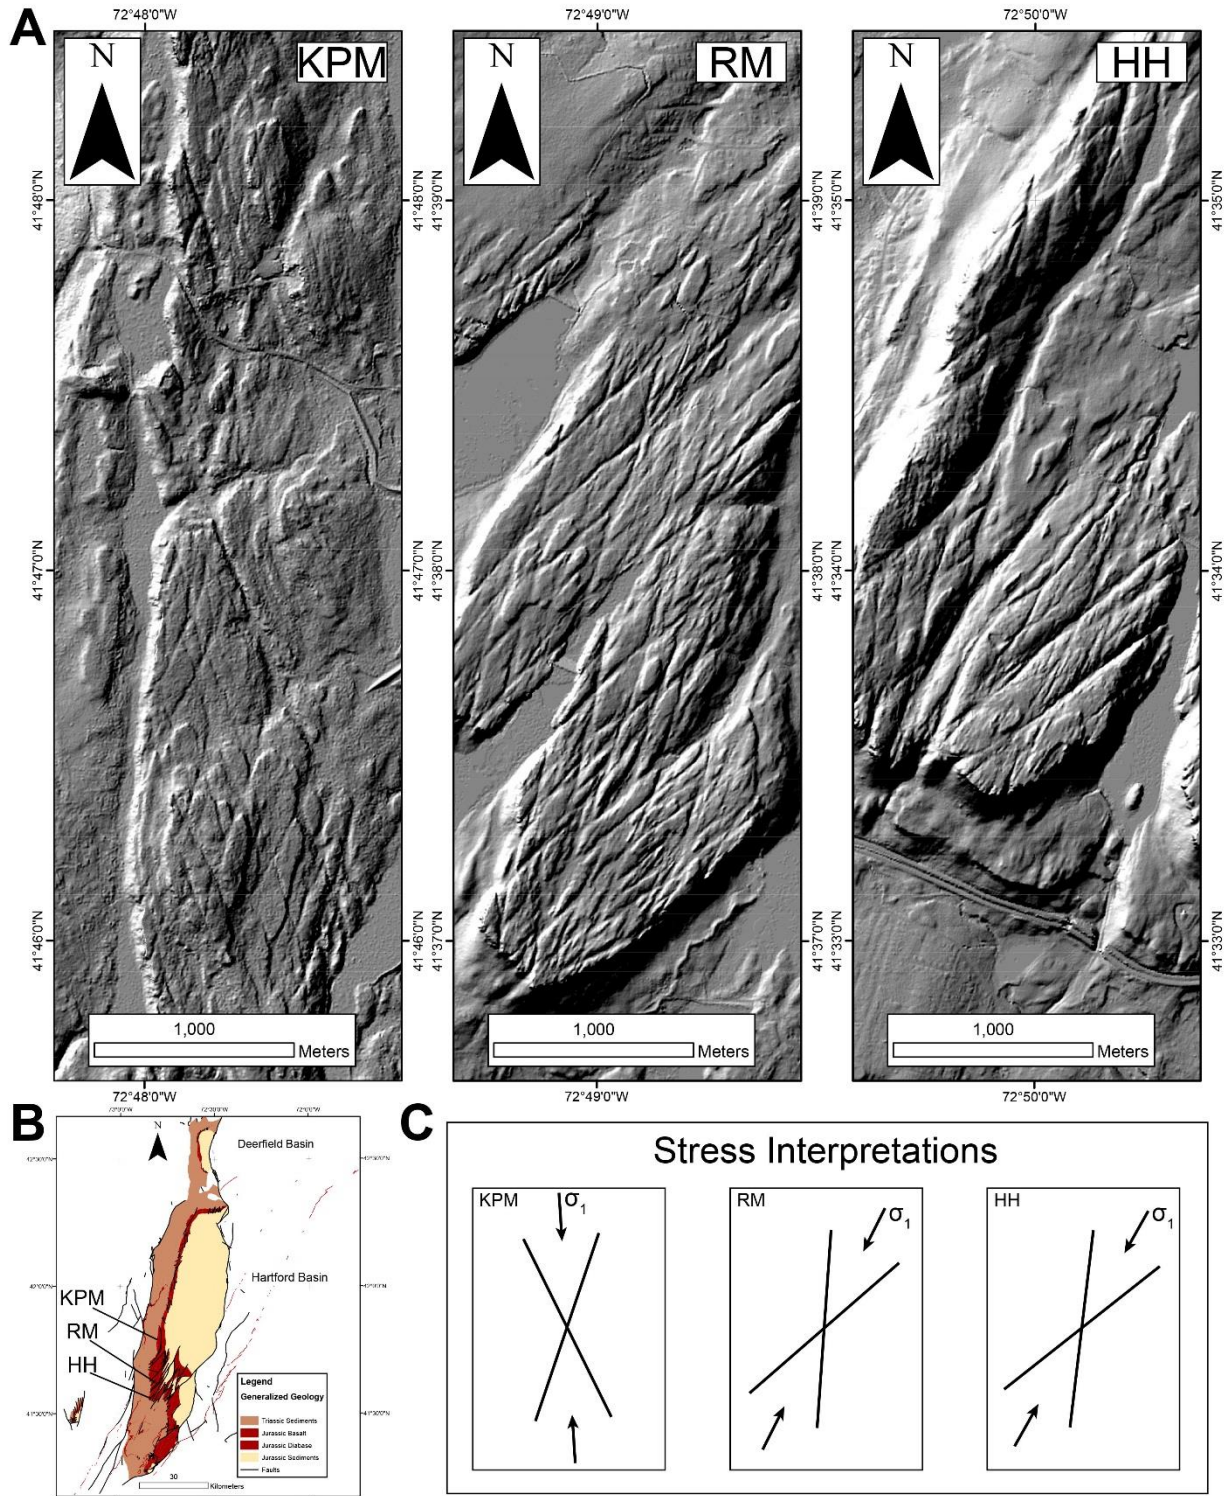 A
72°48'0"W
72°49'0"W
72°50'0"W
N
KPM
N
RM
N
HH
41°48'0"N
41°48'0"N
41°39'0"N
41°39'0"N
41°35'0"N
41°35'0"N
41°47'0"N
41°47'0"N
41°38'0"N
41°38'0"N
41°34'0"N
41°34'0"N
41°46'0"N
41°46'0"N
41°37'0"N
41°37'0"N
41°33'0"N
41°33'0"N
1,000
Meters
1,000
Meters
1,000
Meters
72°48'0"W
72°49'0"W
72°50'0"W
B
N
Deerfield Basin
Hartford Basin
KPM
RM
HH
Legend
Generalized Geology
Triassic Sediments
Jurassic Basalt
Jurassic Diabase
Jurassic Sediments
Faults
30
Kilometers
C
Stress Interpretations
KPM
σ1
RM
σ1
HH
σ1